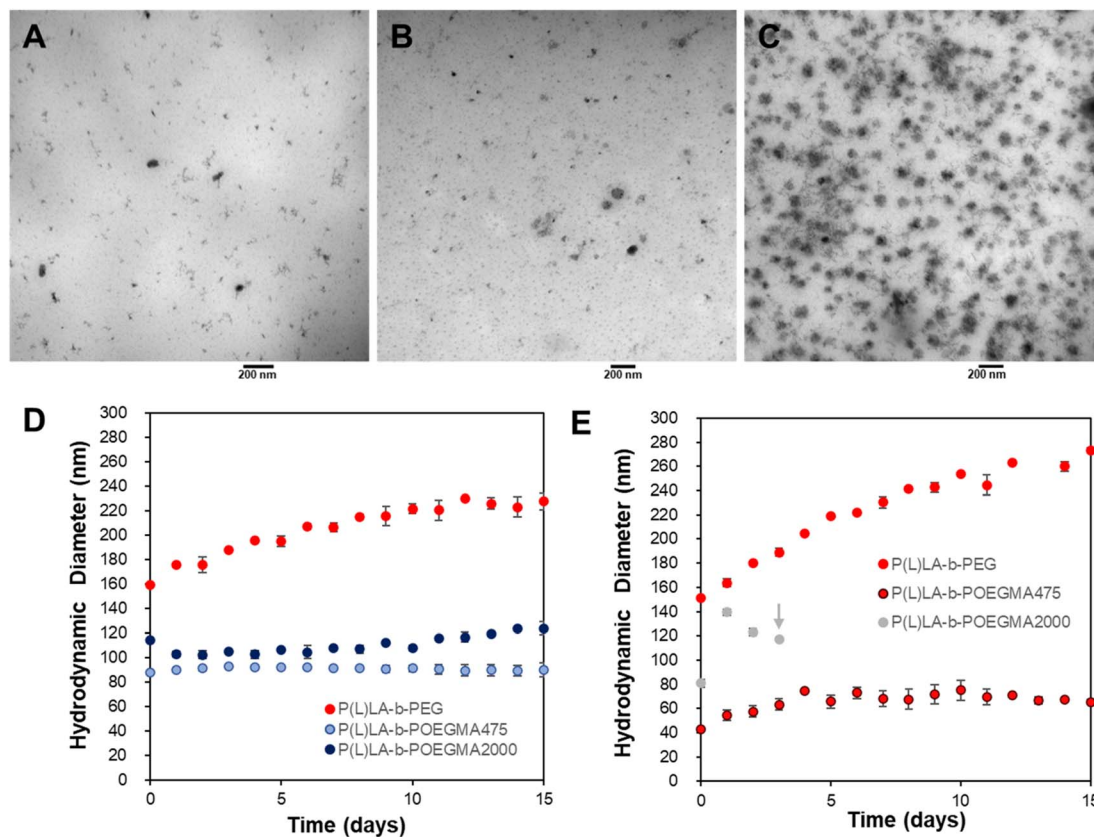 A
B
C
200 nm
200 nm
200 nm
D
Hydrodynamic Diameter (nm)
300
280
260
240
220
200
180
160
140
120
100
80
60
40
20
0
P(L)LA-b-PEG
P(L)LA-b-POEGMA475
P(L)LA-b-POEGMA2000
0
5
10
15
Time (days)
E
Hydrodynamic Diameter (nm)
300
280
260
240
220
200
180
160
140
120
100
80
60
40
20
0
P(L)LA-b-PEG
P(L)LA-b-POEGMA475
P(L)LA-b-POEGMA2000
0
5
10
15
Time (days)